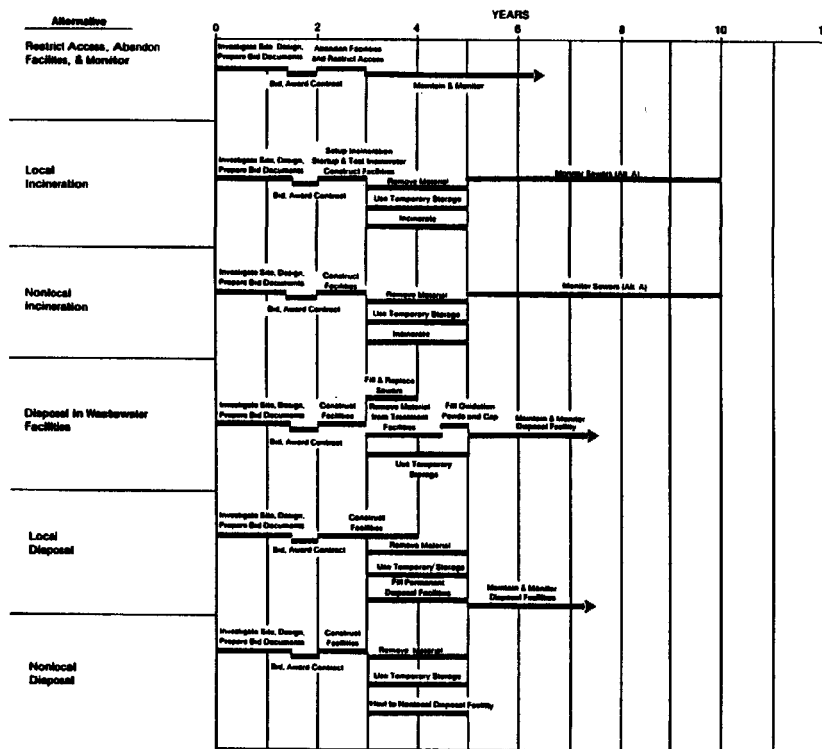 YEARS
Alternative
0 2 4 6 8 10 1
Restrict Access, Abandon
Facilities, & Monitor
Investigate Site, Design,
Prepare Bid Documents
Abandon Facilities
and Restrict Access
Bid, Award Contract
Maintain & Monitor
Local
Incineration
Investigate Site, Design,
Prepare Bid Documents
Setup Incineration
Startup & Test Incinerator
Construct Facilities
Bid, Award Contract
Remove Material
Use Temporary Storage
Incinerate
Monitor Sewers (Alt. A)
Nonlocal
Incineration
Investigate Site, Design,
Prepare Bid Documents
Construct
Facilities
Bid, Award Contract
Remove Material
Use Temporary Storage
Incinerate
Monitor Sewers (Alt. A)
Disposal in Wastewater
Facilities
Investigate Site, Design,
Prepare Bid Documents
Construct
Facilities
Bid, Award Contract
Fill & Replace
Sewers
Remove Material
from Treatment
Facilities
Fill Oxidation
Ponds and Cap
Maintain & Monitor
Disposal Facility
Use Temporary
Storage
Local
Disposal
Investigate Site, Design,
Prepare Bid Documents
Construct
Facilities
Bid, Award Contract
Remove Material
Use Temporary Storage
Fill Permanent
Disposal Facilities
Maintain & Monitor
Disposal Facilities
Nonlocal
Disposal
Investigate Site, Design,
Prepare Bid Documents
Construct
Facilities
Bid, Award Contract
Remove Material
Use Temporary Storage
Haul to Nonlocal Disposal Facility